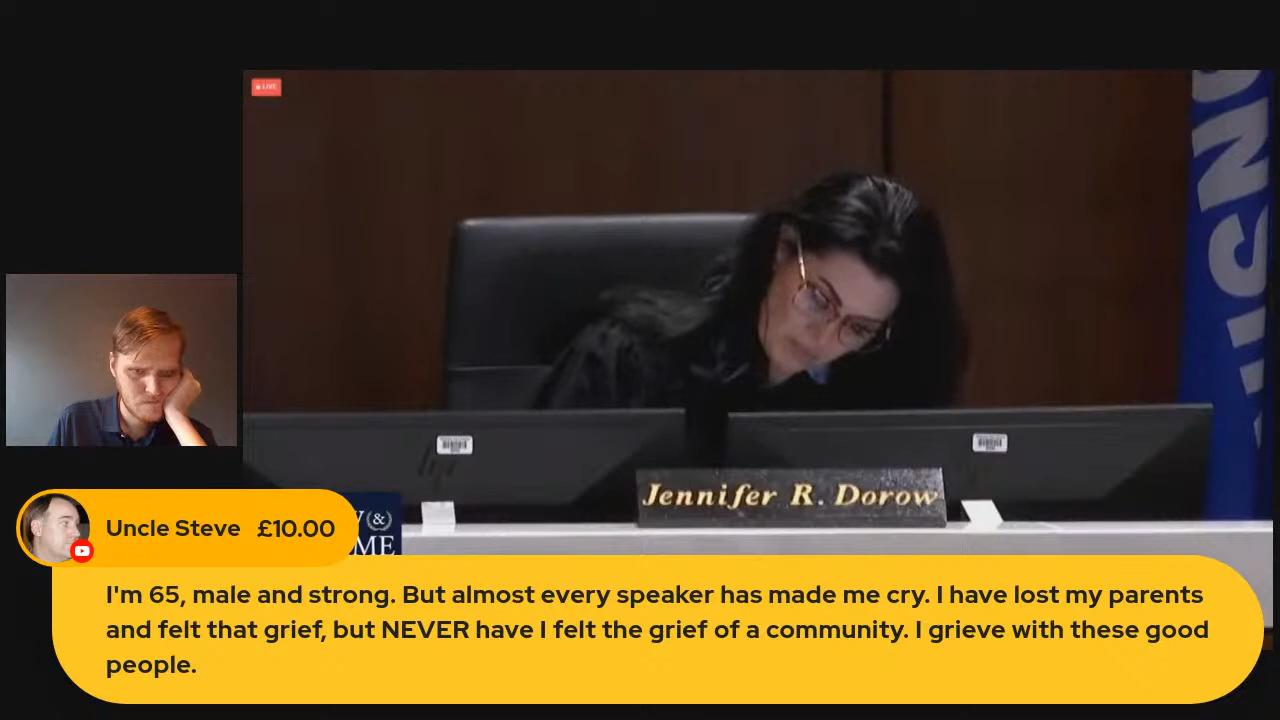 LIVE
Jennifer R. Dorow
&
ME
Uncle Steve £10.00
I'm 65, male and strong. But almost every speaker has made me cry. I have lost my parents
and felt that grief, but NEVER have I felt the grief of a community. I grieve with these good
people.